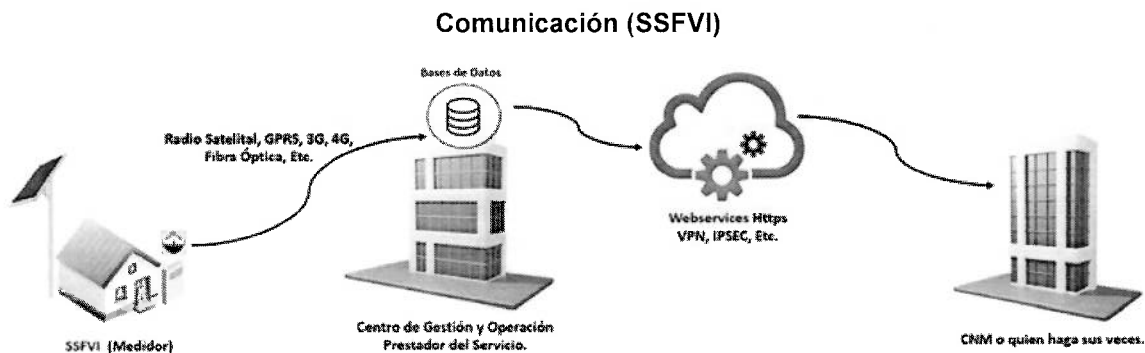 Comunicación (SSFVI)
Bases de Datos
Radio Satelital, GPRS, 3G, 4G,
Fibra Óptica, Etc.
Webservices Https
VPN, IPSEC, Etc.
Centro de Gestión y Operación
Prestador del Servicio.
SSFVI (Medidor)
CNM o quien haga sus veces.